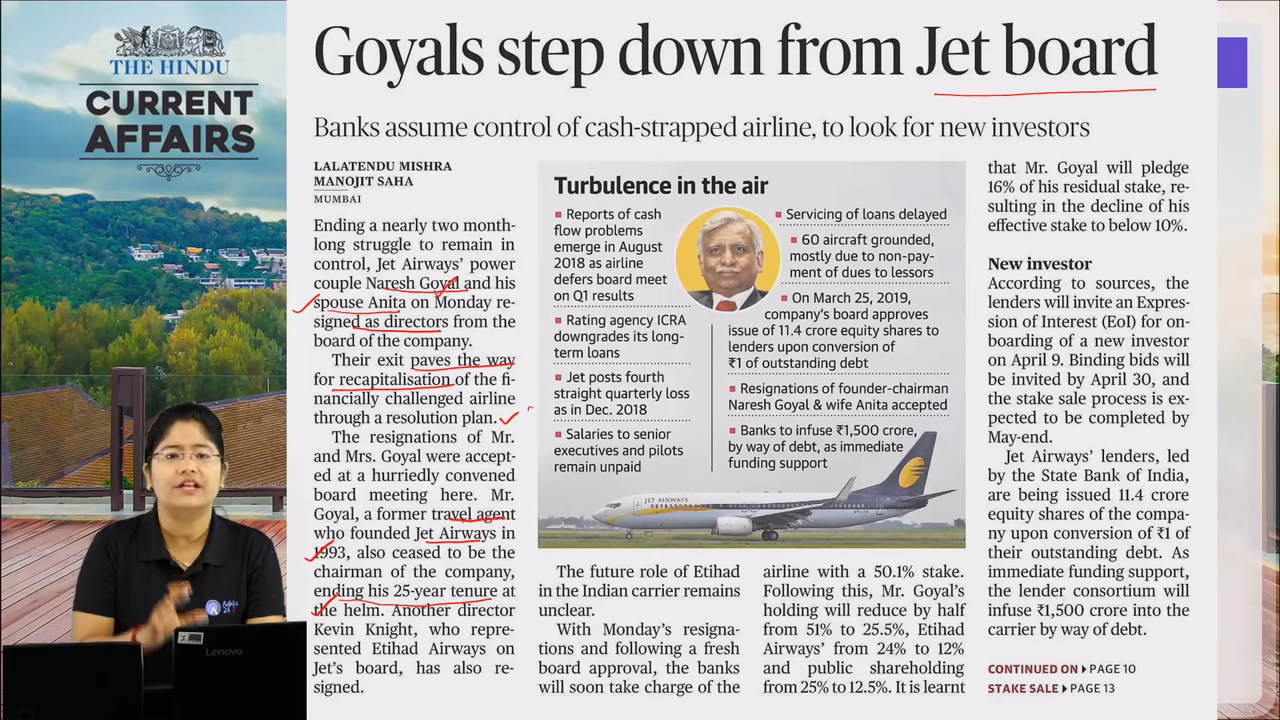 THE HINDU
CURRENT
AFFAIRS
Goyals step down from Jet board
Banks assume control of cash-strapped airline, to look for new investors
LALATENDU MISHRA
MANOJIT SAHA
MUMBAI
Ending a nearly two month-
long struggle to remain in
control, Jet Airways' power
couple Naresh Goyal and his
spouse Anita on Monday re-
signed as directors from the
board of the company.
Their exit paves the way
for recapitalisation of the fi-
nancially challenged airline
through a resolution plan.
The resignations of Mr.
and Mrs. Goyal were accept-
ed at a hurriedly convened
board meeting here. Mr.
Goyal, a former travel agent
who founded Jet Airways in
1993, also ceased to be the
chairman of the company,
ending his 25-year tenure at
the helm. Another director
Kevin Knight, who repre-
sented Etihad Airways on
Jet's board, has also re-
signed.
Turbulence in the air
Reports of cash
flow problems
emerge in August
2018 as airline
defers board meet
on Q1 results
Rating agency ICRA
downgrades its long-
term loans
Jet posts fourth
straight quarterly loss
as in Dec. 2018
Salaries to senior
executives and pilots
remain unpaid
Servicing of loans delayed
60 aircraft grounded,
mostly due to non-pay-
ment of dues to lessors
On March 25, 2019,
company's board approves
issue of 11.4 crore equity shares to
lenders upon conversion of
₹1 of outstanding debt
Resignations of founder-chairman
Naresh Goyal & wife Anita accepted
Banks to infuse ₹1,500 crore,
by way of debt, as immediate
funding support
JET AIRWAYS
The future role of Etihad
in the Indian carrier remains
unclear.
With Monday's resigna-
tions and following a fresh
board approval, the banks
will soon take charge of the
airline with a 50.1% stake.
Following this, Mr. Goyal's
holding will reduce by half
from 51% to 25.5%, Etihad
Airways' from 24% to 12%
and public shareholding
from 25% to 12.5%. It is learnt
that Mr. Goyal will pledge
16% of his residual stake, re-
sulting in the decline of his
effective stake to below 10%.
New investor
According to sources, the
lenders will invite an Expres-
sion of Interest (EoI) for on-
boarding of a new investor
on April 9. Binding bids will
be invited by April 30, and
the stake sale process is ex-
pected to be completed by
May-end.
Jet Airways' lenders, led
by the State Bank of India,
are being issued 11.4 crore
equity shares of the compa-
ny upon conversion of ₹1 of
their outstanding debt. As
immediate funding support,
the lender consortium will
infuse ₹1,500 crore into the
carrier by way of debt.
CONTINUED ON PAGE 10
STAKE SALE PAGE 13
Lenovo